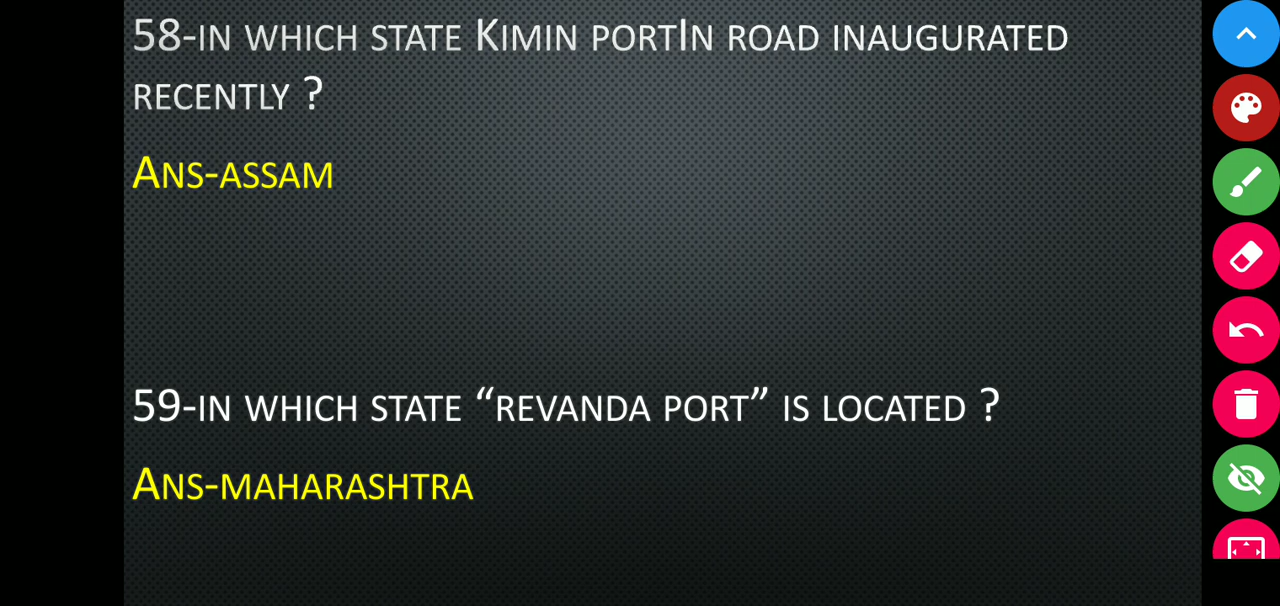 58-in which state Kimin portIn road inaugurated
recently ?
Ans-assam
59-in which state “revanda port” is located ?
Ans-maharashtra